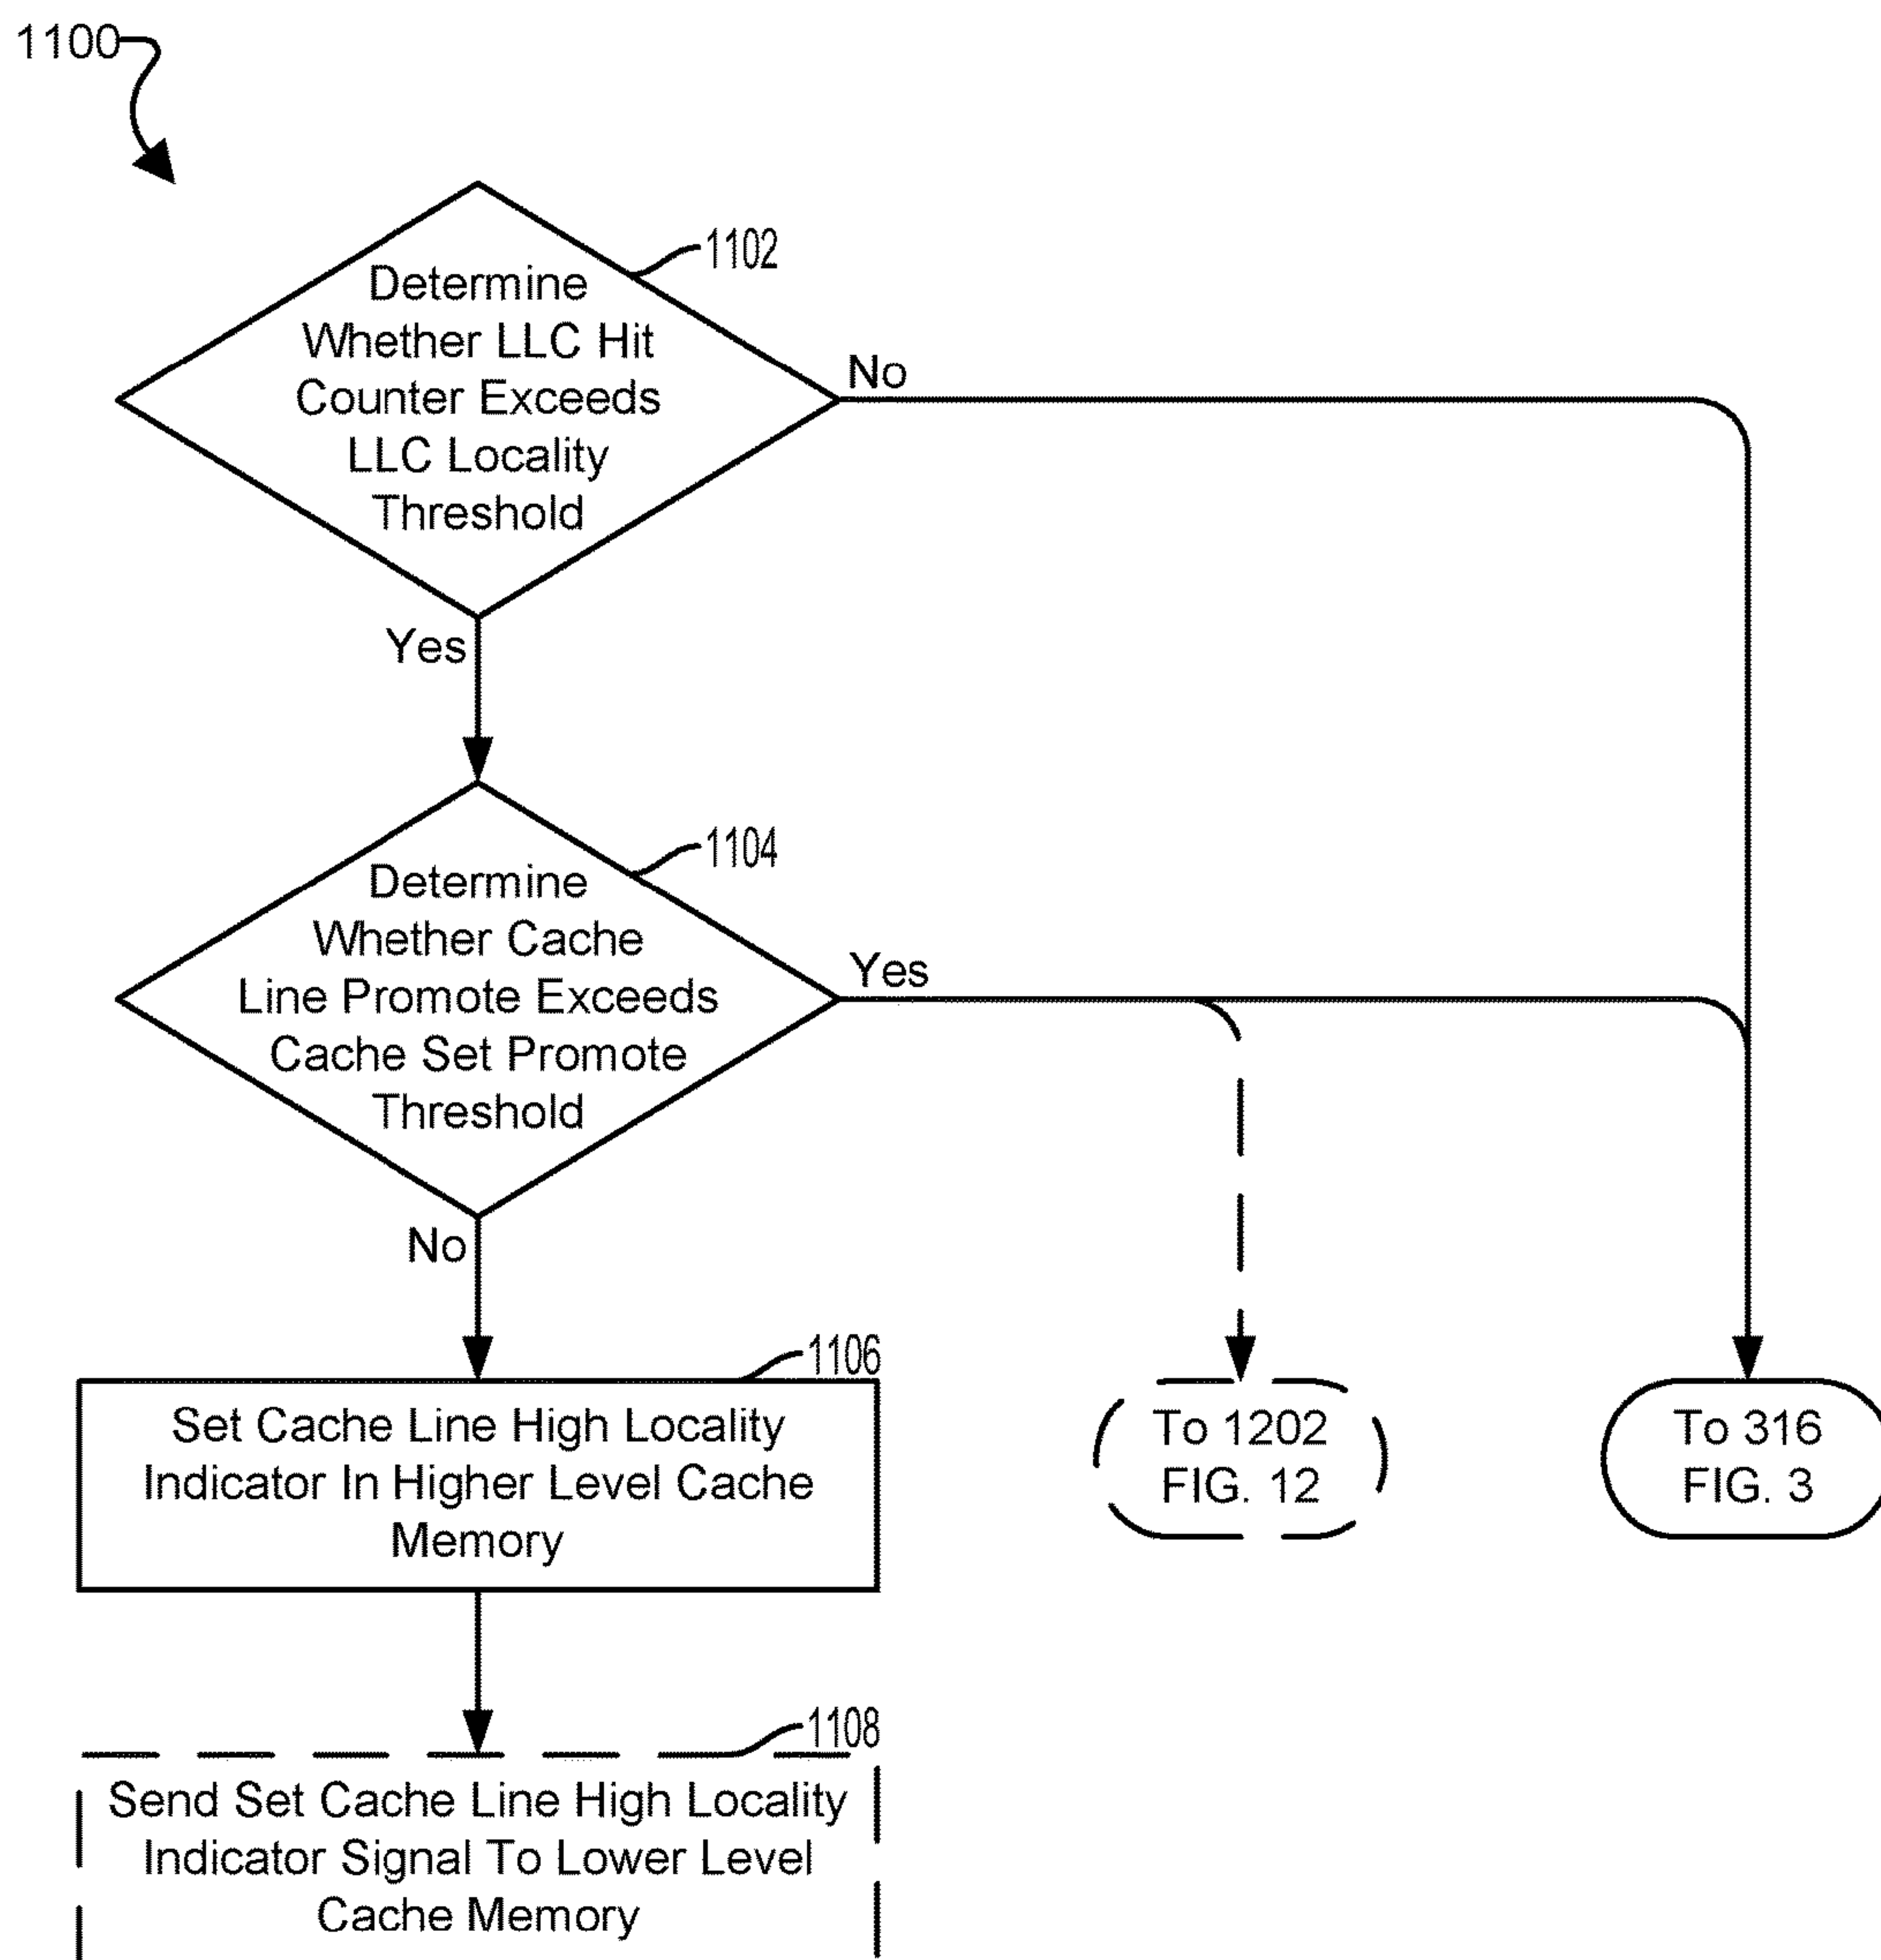 1100
1102
Determine
Whether LLC Hit
Counter Exceeds
LLC Locality
Threshold
No
Yes
1104
Determine
Whether Cache
Line Promote Exceeds
Cache Set Promote
Threshold
Yes
No
1106
Set Cache Line High Locality
Indicator In Higher Level Cache
Memory
To 1202
FIG. 12
To 316
FIG. 3
1108
Send Set Cache Line High Locality
Indicator Signal To Lower Level
Cache Memory